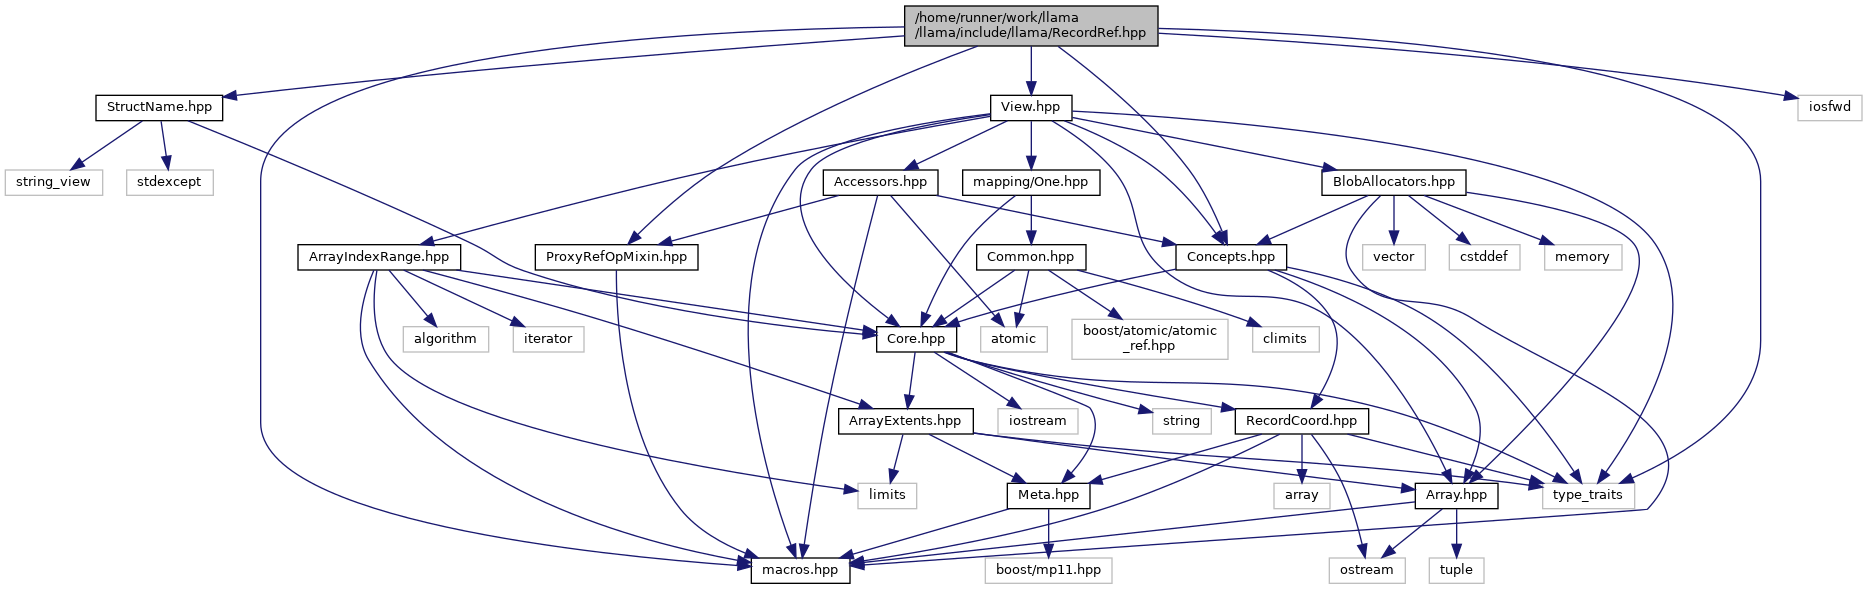 /home/runner/work/llama
/llama/include/llama/RecordRef.hpp
StructName.hpp
View.hpp
iosfwd
string_view
stdexcept
Accessors.hpp
mapping/One.hpp
BlobAllocators.hpp
ArrayIndexRange.hpp
ProxyRefOpMixin.hpp
Common.hpp
Concepts.hpp
vector
cstddef
memory
algorithm
iterator
Core.hpp
atomic
boost/atomic/atomic
_ref.hpp
climits
ArrayExtents.hpp
iostream
string
RecordCoord.hpp
limits
Meta.hpp
array
Array.hpp
type_traits
macros.hpp
boost/mp11.hpp
ostream
tuple